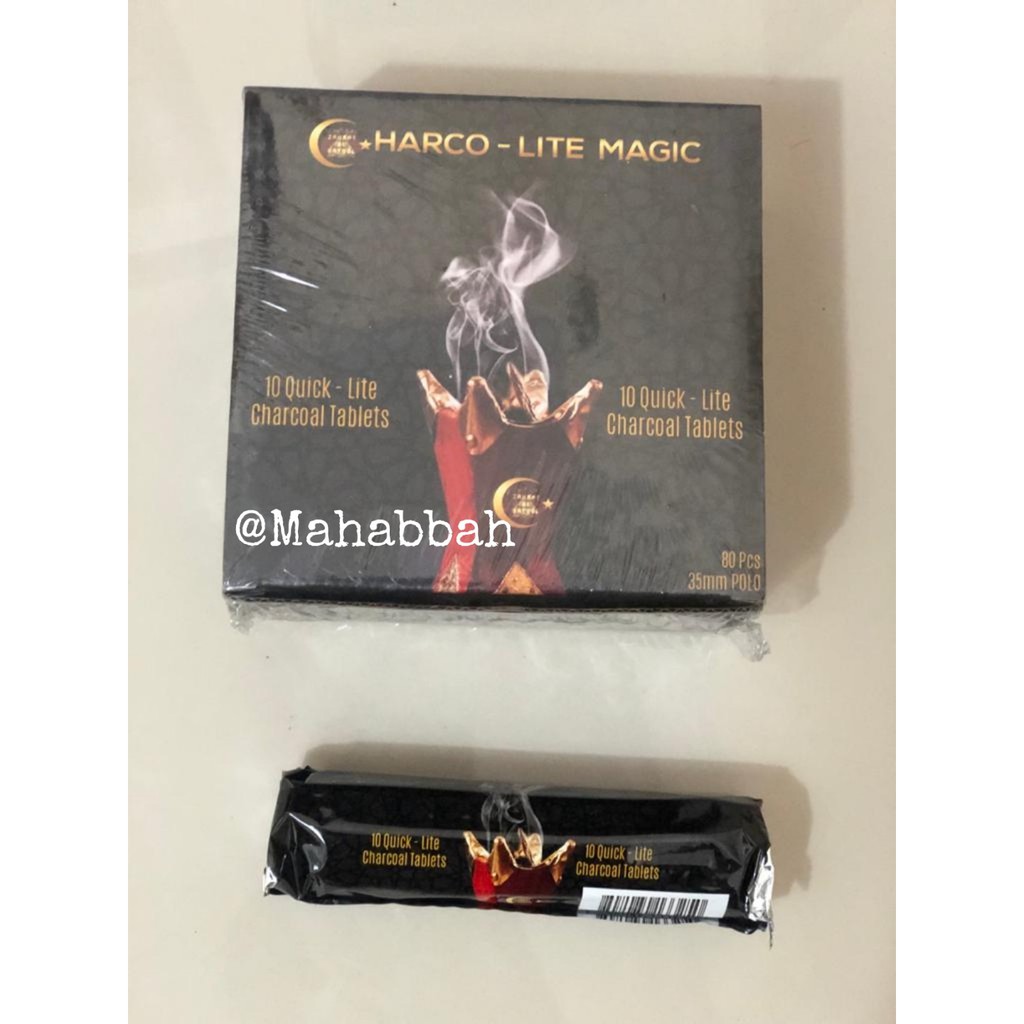 HARCO - LITE MAGIC
10 Quick - Lite
Charcoal Tablets
10 Quick - Lite
Charcoal Tablets
@Mahabbah
80 Pcs
35mm POLO
10 Quick - Lite
Charcoal Tablets
10 Quick - Lite
Charcoal Tablets